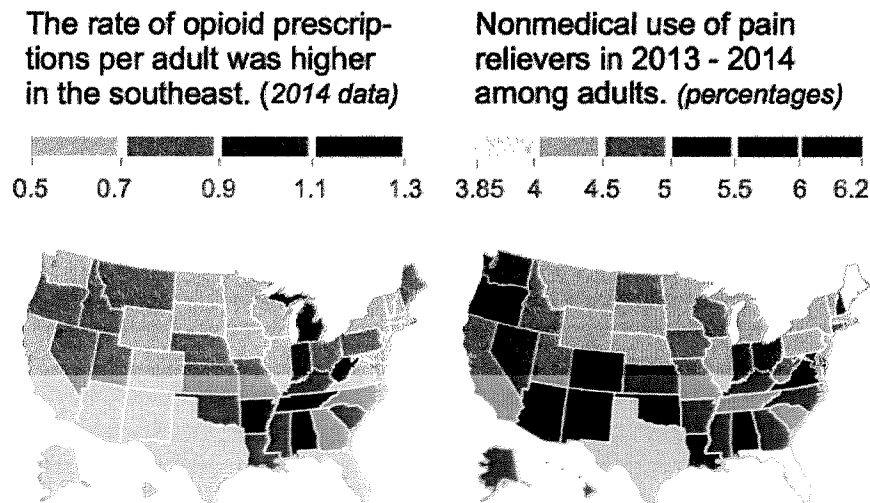 The rate of opioid prescrip-
tions per adult was higher
in the southeast. (2014 data)
0.5 0.7 0.9 1.1 1.3
Nonmedical use of pain
relievers in 2013 - 2014
among adults. (percentages)
3.85 4 4.5 5 5.5 6 6.2